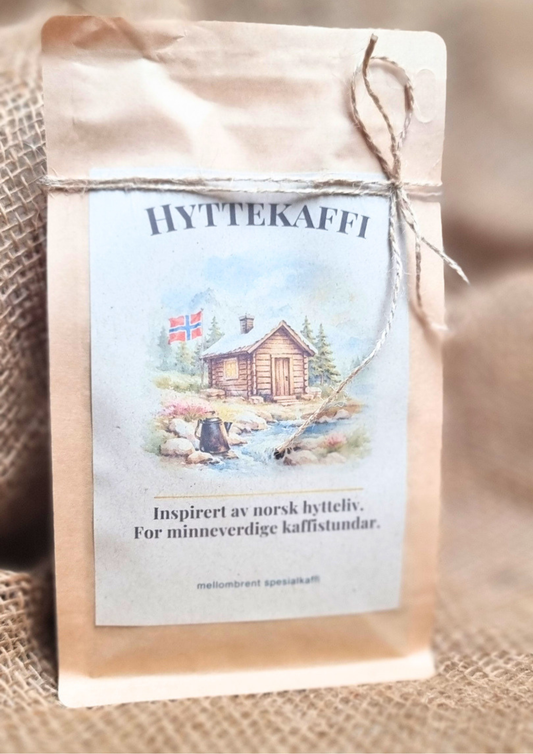 HYTTEKAFFI
Inspirert av norsk hytteliv.
For minneverdige kaffistundar.
mellombrent spesialkaffi